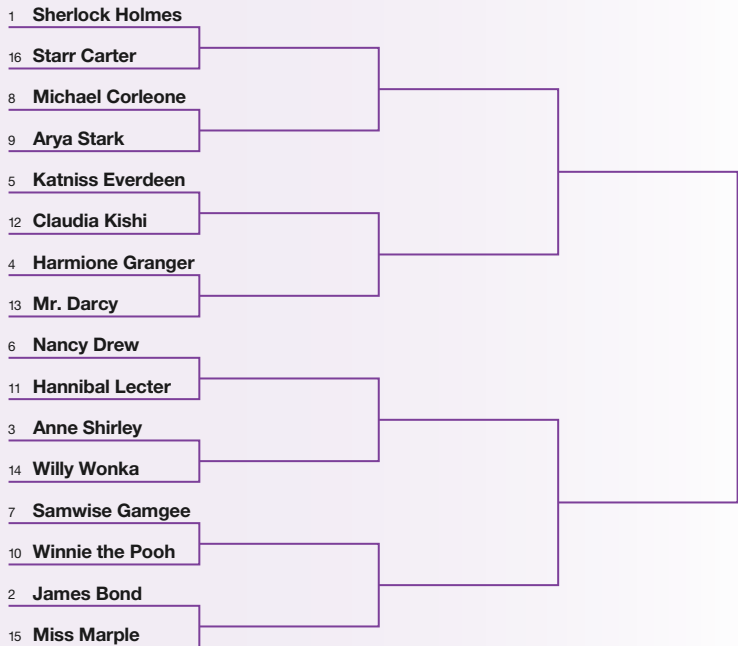 1 Sherlock Holmes
16 Starr Carter
8 Michael Corleone
9 Arya Stark
5 Katniss Everdeen
12 Claudia Kishi
4 Harmione Granger
13 Mr. Darcy
6 Nancy Drew
11 Hannibal Lecter
3 Anne Shirley
14 Willy Wonka
7 Samwise Gamgee
10 Winnie the Pooh
2 James Bond
15 Miss Marple